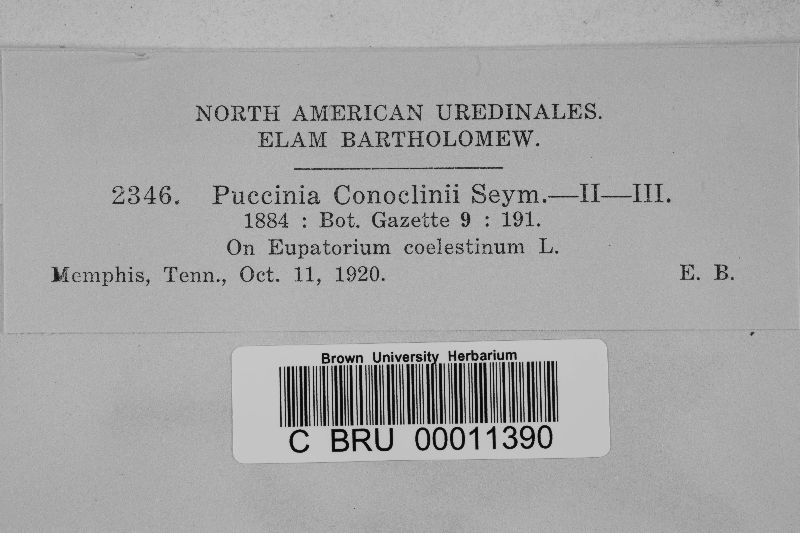 NORTH AMERICAN UREDINALES.
ELAM BARTHOLOMEW.
2346. Puccinia Conoclinii Seym.—II—III.
1884 : Bot. Gazette 9 : 191.
On Eupatorium coelestinum L.
Memphis, Tenn., Oct. 11, 1920. E. B.
Brown University Herbarium
C BRU 00011390